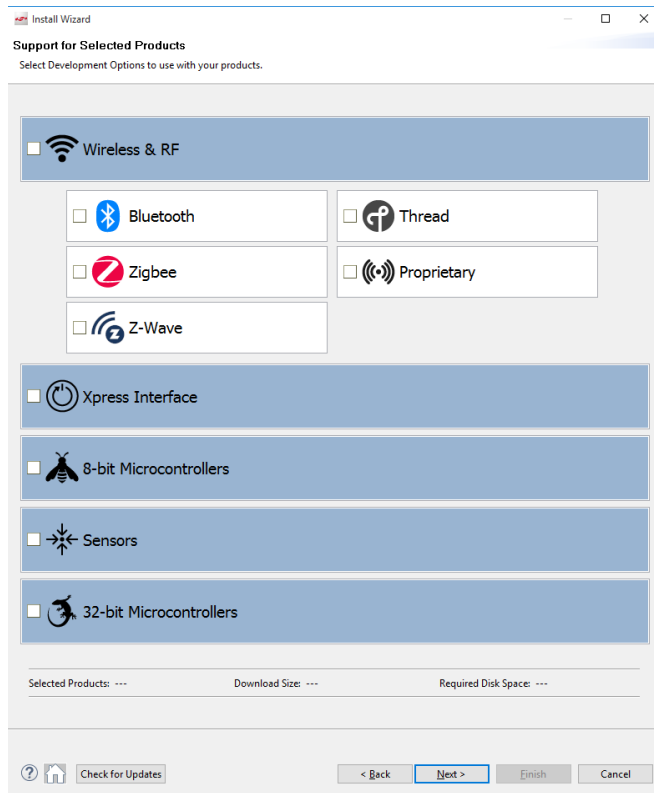 Install Wizard
Support for Selected Products
Select Development Options to use with your products.
Wireless & RF
Bluetooth
Thread
Zigbee
Proprietary
Z-Wave
Xpress Interface
8-bit Microcontrollers
Sensors
32-bit Microcontrollers
Selected Products: --- Download Size: --- Required Disk Space: ---
Check for Updates < Back Next > Finish Cancel